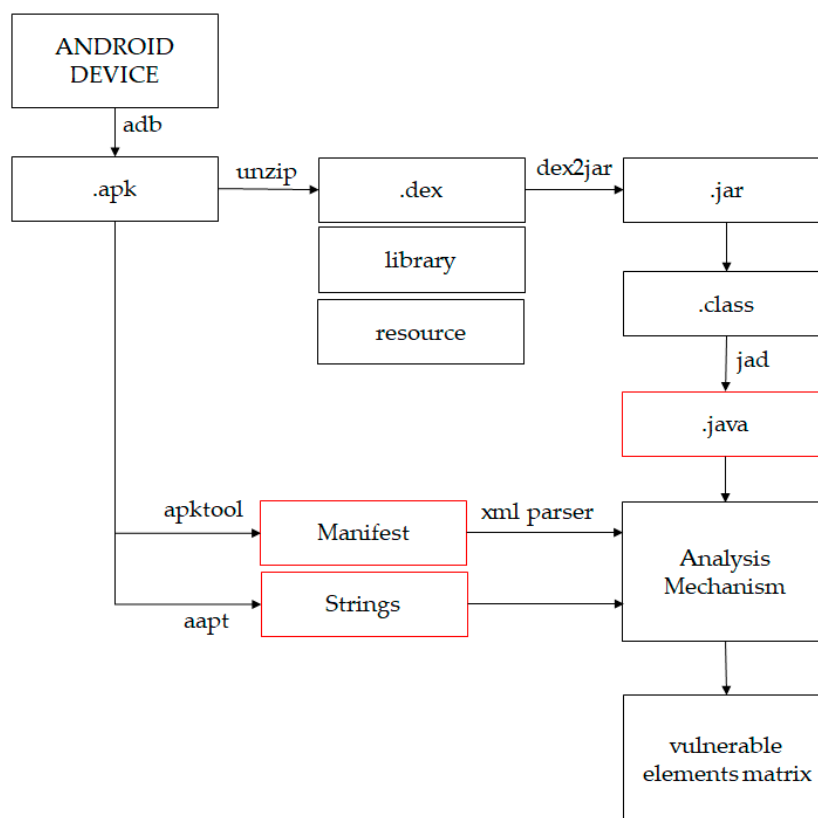 ANDROID
DEVICE
adb
.apk
unzip
.dex
dex2jar
.jar
library
.class
resource
jad
.java
apktool
Manifest
xml parser
Analysis
Mechanism
aapt
Strings
vulnerable
elements matrix